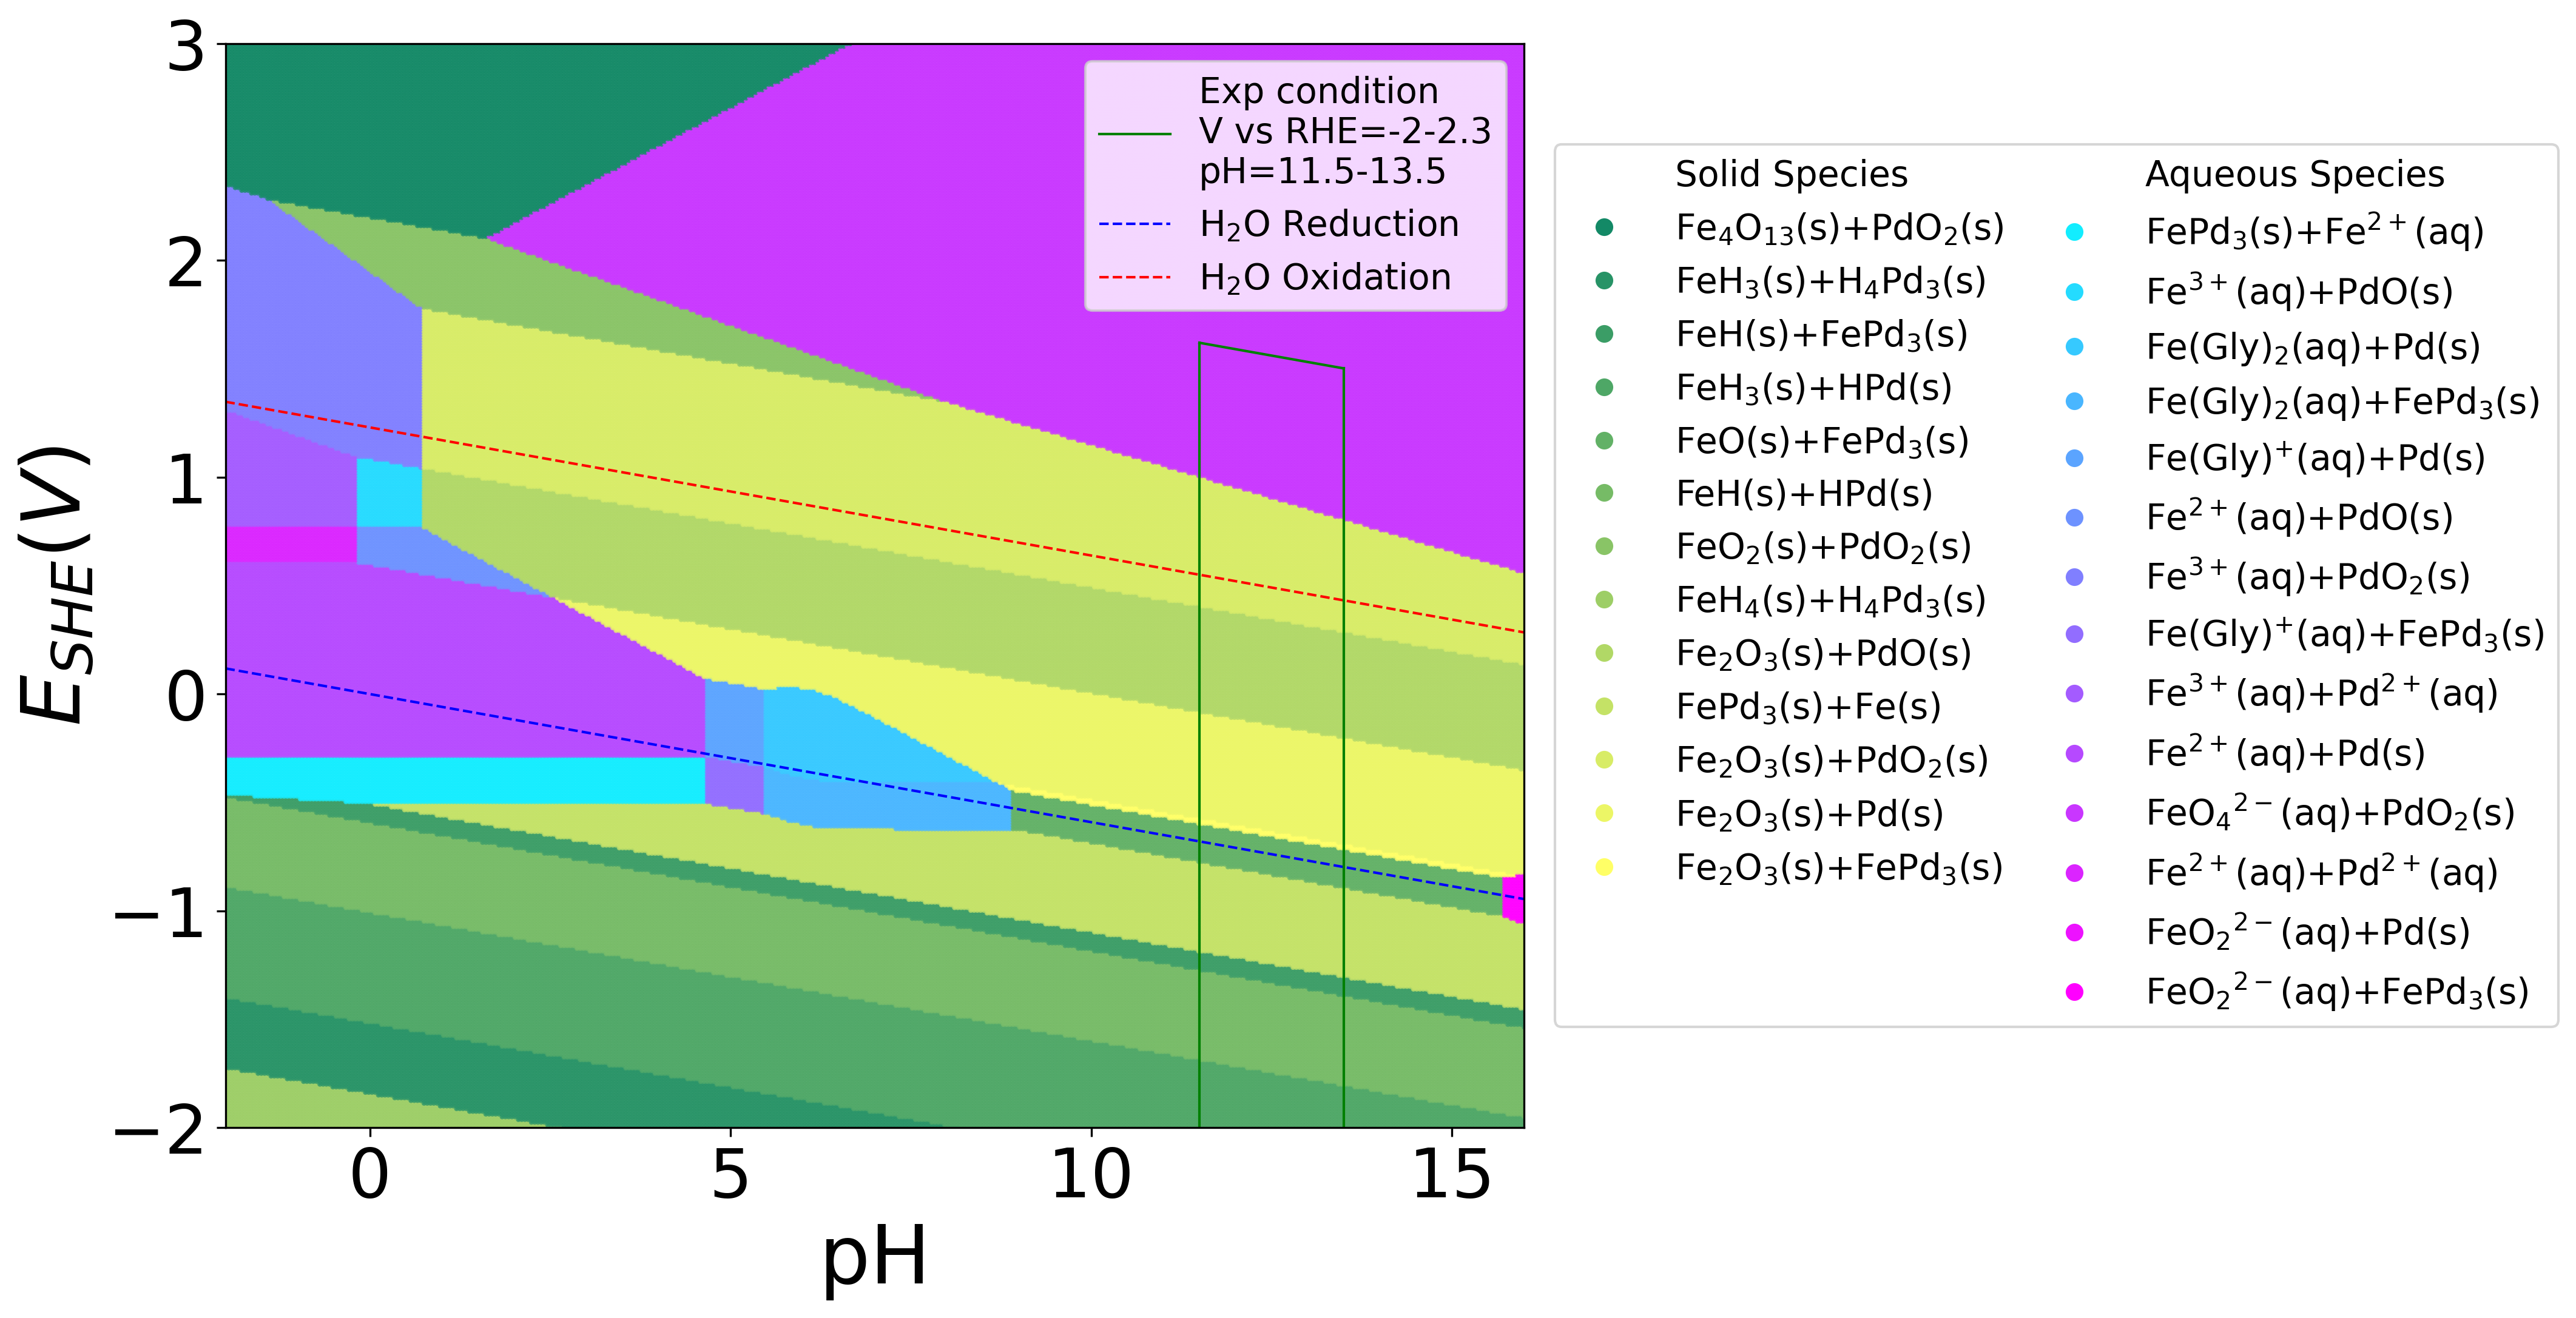 3
2
1
0
−1
−2
E_SHE(V)
0 5 10 15
pH
Exp condition
V vs RHE=-2-2.3
pH=11.5-13.5
H₂O Reduction
H₂O Oxidation
Solid Species
Fe₄O₁₃(s)+PdO₂(s)
FeH₃(s)+H₄Pd₃(s)
FeH(s)+FePd₃(s)
FeH₃(s)+HPd(s)
FeO(s)+FePd₃(s)
FeH(s)+HPd(s)
FeO₂(s)+PdO₂(s)
FeH₄(s)+H₄Pd₃(s)
Fe₂O₃(s)+PdO(s)
FePd₃(s)+Fe(s)
Fe₂O₃(s)+PdO₂(s)
Fe₂O₃(s)+Pd(s)
Fe₂O₃(s)+FePd₃(s)
Aqueous Species
FePd₃(s)+Fe²⁺(aq)
Fe³⁺(aq)+PdO(s)
Fe(Gly)₂(aq)+Pd(s)
Fe(Gly)₂(aq)+FePd₃(s)
Fe(Gly)⁺(aq)+Pd(s)
Fe²⁺(aq)+PdO(s)
Fe³⁺(aq)+PdO₂(s)
Fe(Gly)⁺(aq)+FePd₃(s)
Fe³⁺(aq)+Pd²⁺(aq)
Fe²⁺(aq)+Pd(s)
FeO₄²⁻(aq)+PdO₂(s)
Fe²⁺(aq)+Pd²⁺(aq)
FeO₂²⁻(aq)+Pd(s)
FeO₂²⁻(aq)+FePd₃(s)